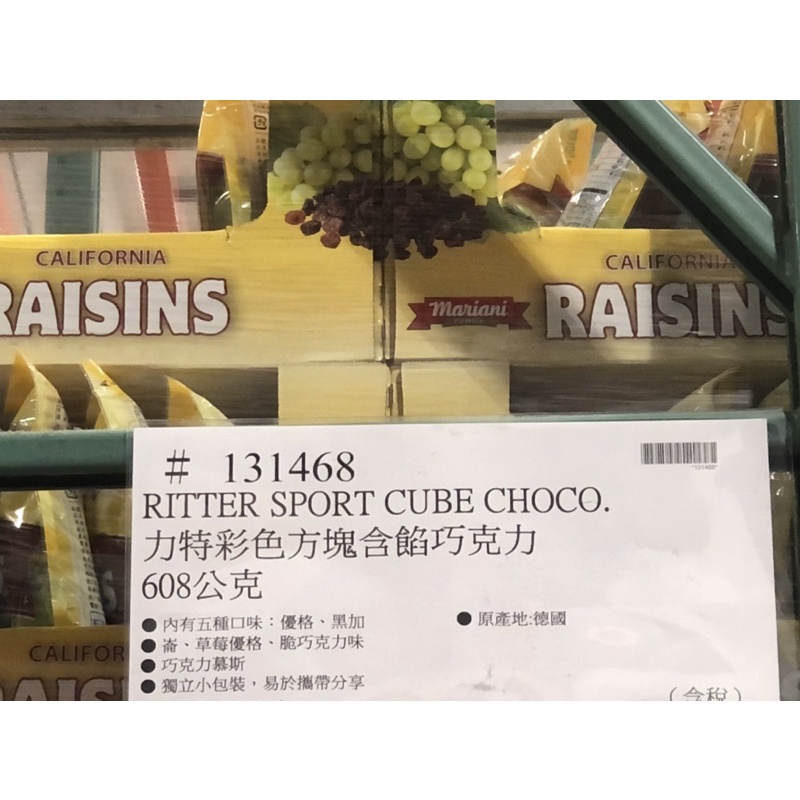 CALIFORNIA
RAISINS
CALIFORNIA
Mariani
RAISINS
# 131468
RITTER SPORT CUBE CHOCO.
力特彩色方塊含餡巧克力
608公克
● 內有五種口味：優格、黑加
● 崙、草莓優格、脆巧克力味
● 巧克力慕斯
● 獨立小包裝，易於攜帶分享
● 原產地:德國
（含稅）
*131468*
CALIFOR